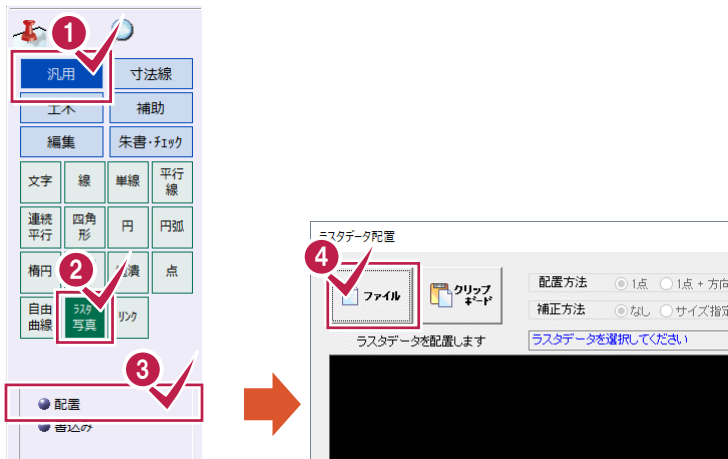 1
汎用 寸法線
土木 補助
編集 朱書・ﾁｪｯｸ
文字 線 単線 平行線
連続平行 四角形 円 円弧
楕円 点
2
自由曲線 ﾗｽﾀ写真 ﾘﾝｸ
3
配置
書込み
ラスタデータ配置
4
ファイル クリップボード 配置方法 1点 1点 + 方向
補正方法 なし サイズ指定
ラスタデータを配置します ラスタデータを選択してください